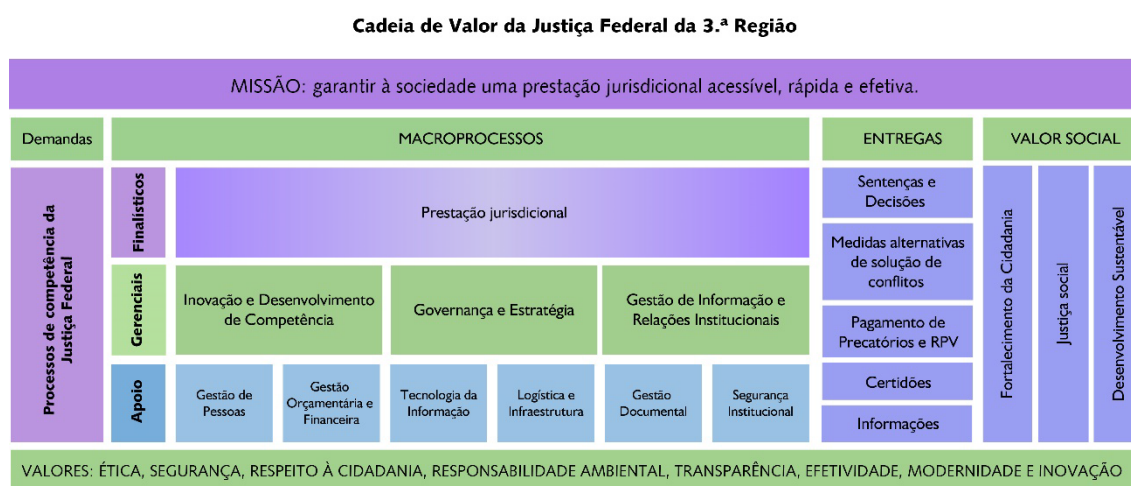 Cadeia de Valor da Justiça Federal da 3.ª Região
MISSÃO: garantir à sociedade uma prestação jurisdicional acessível, rápida e efetiva.
Demandas
MACROPROCESSOS
ENTREGAS
VALOR SOCIAL
Processos de competência da
Justiça Federal
Finalísticos
Prestação jurisdicional
Gerenciais
Inovação e Desenvolvimento
de Competência
Governança e Estratégia
Gestão de Informação e
Relações Institucionais
Apoio
Gestão de
Pessoas
Gestão
Orçamentária e
Financeira
Tecnologia da
Informação
Logística e
Infraestrutura
Gestão
Documental
Segurança
Institucional
Sentenças e
Decisões
Medidas alternativas
de solução de
conflitos
Pagamento de
Precatórios e RPV
Certidões
Informações
Fortalecimento da Cidadania
Justiça social
Desenvolvimento Sustentável
VALORES: ÉTICA, SEGURANÇA, RESPEITO À CIDADANIA, RESPONSABILIDADE AMBIENTAL, TRANSPARÊNCIA, EFETIVIDADE, MODERNIDADE E INOVAÇÃO